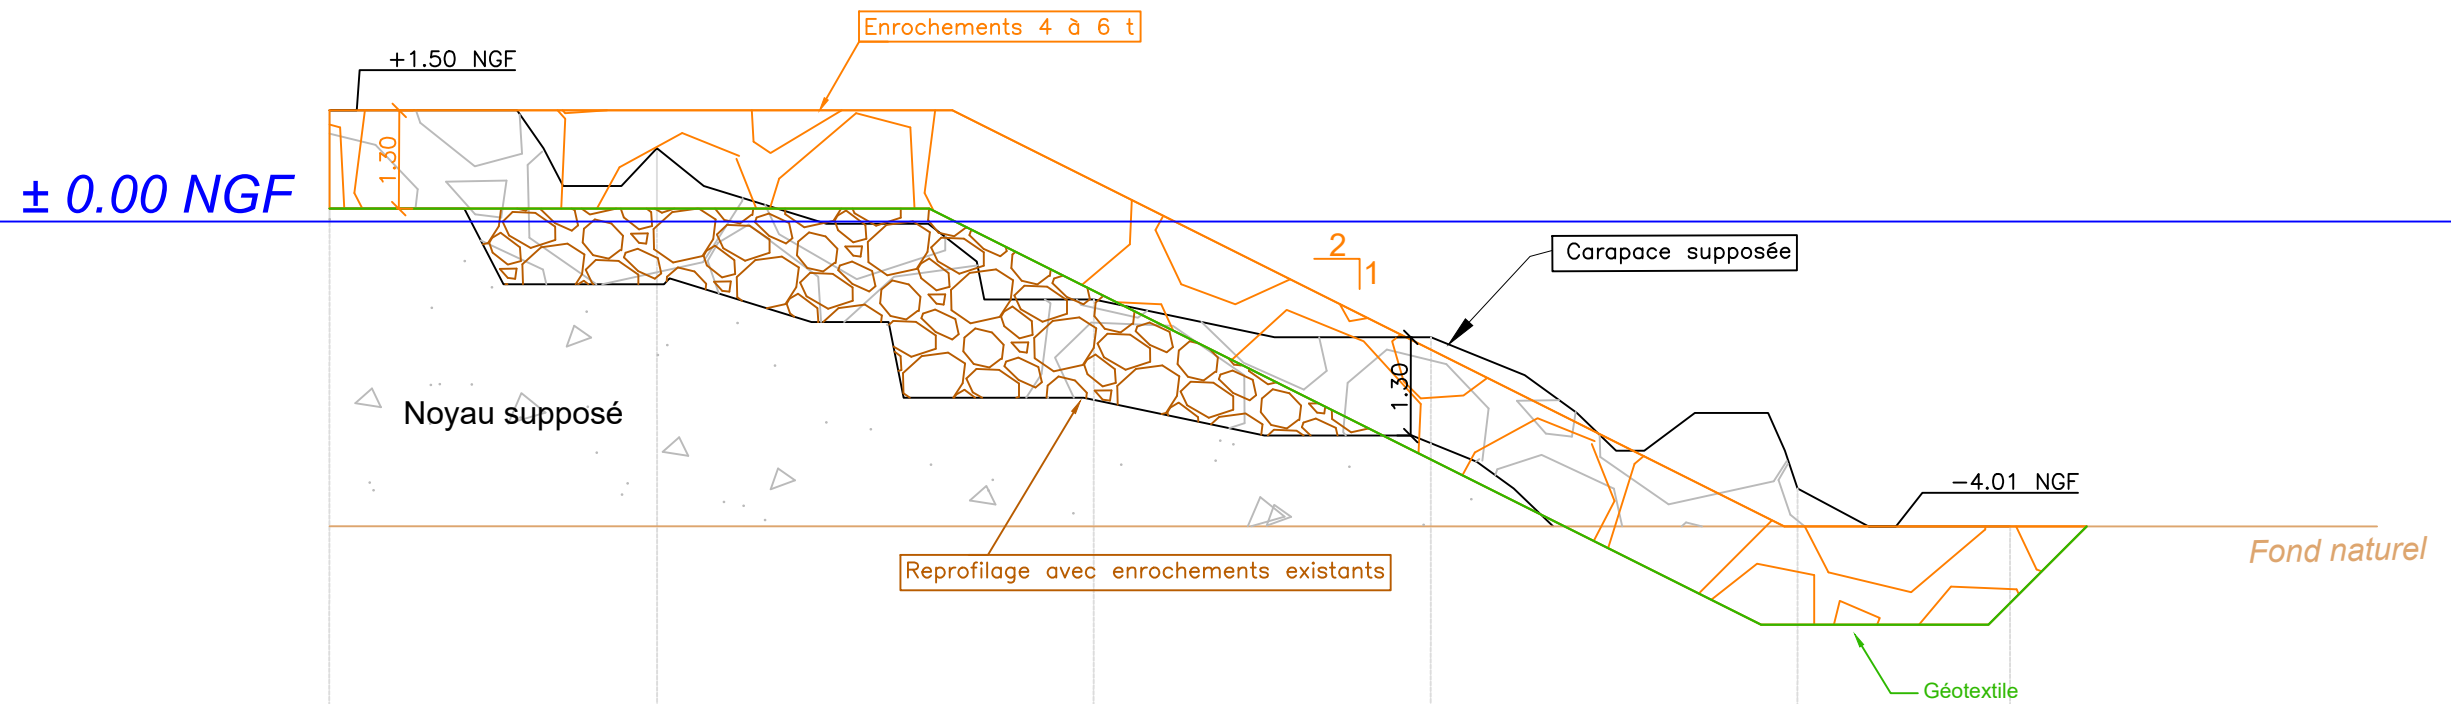 Enrochements 4 à 6 t
+1.50 NGF
1.30
± 0.00 NGF
2
1
Carapace supposée
1.30
Noyau supposé
−4.01 NGF
Fond naturel
Reprofilage avec enrochements existants
Géotextile